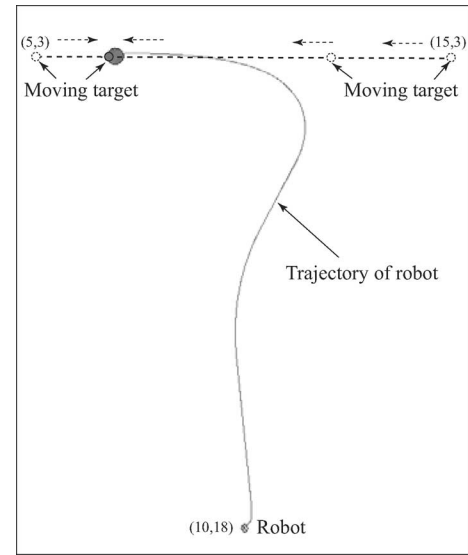 (5,3)
(15,3)
Moving target
Moving target
Trajectory of robot
(10,18)
Robot